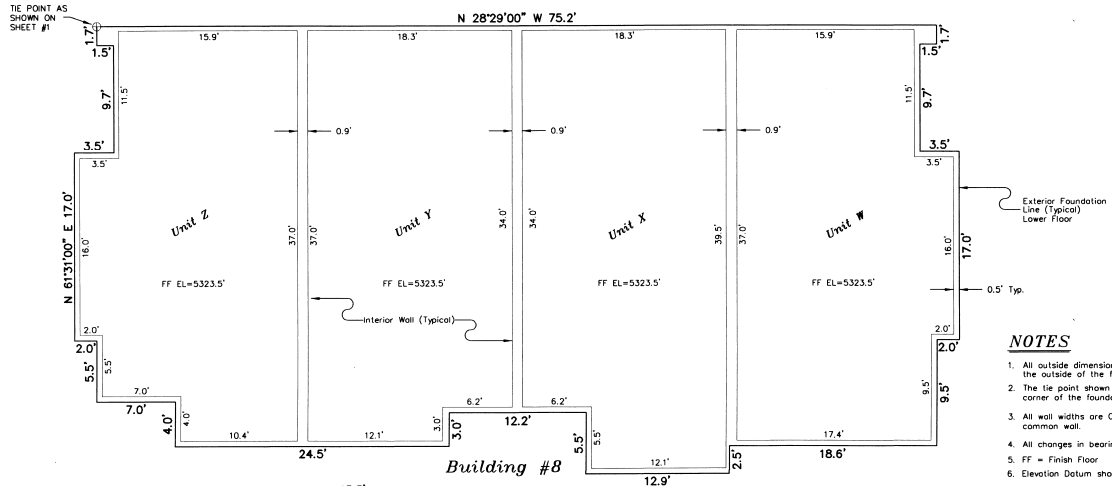 TIE POINT AS
SHOWN ON
SHEET #1
N 28°29'00" W 75.2'
1.7'
1.5'
15.9'
18.3'
18.3'
15.9'
1.7'
1.5'
9.7'
11.5'
0.9'
0.9'
0.9'
11.5'
9.7'
3.5'
3.5'
3.5'
3.5'
N 61°31'00" E 17.0'
16.0'
Unit Z
37.0'
37.0'
Unit Y
34.0'
34.0'
Unit X
39.5'
37.0'
Unit W
16.0'
17.0'
Exterior Foundation
Line (Typical)
Lower Floor
FF EL=5323.5'
FF EL=5323.5'
FF EL=5323.5'
FF EL=5323.5'
0.5' Typ.
Interior Wall (Typical)
2.0'
2.0'
2.0'
2.0'
5.5'
5.5'
9.5'
9.5'
7.0'
7.0'
4.0'
4.0'
10.4'
12.1'
3.0'
3.0'
6.2'
6.2'
12.2'
5.5'
5.5'
12.1'
12.9'
2.5'
17.4'
18.6'
24.5'
Building #8
NOTES
1. All outside dimension
the outside of the f
2. The tie point shown
corner of the founda
3. All wall widths are 0
common wall.
4. All changes in bearin
5. FF = Finish Floor
6. Elevation Datum sho